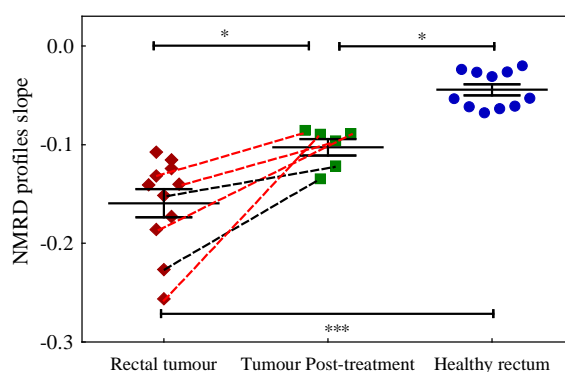 *
*
0.0
-0.1
-0.2
-0.3
NMRD profiles slope
***
Rectal tumour
Tumour Post-treatment
Healthy rectum